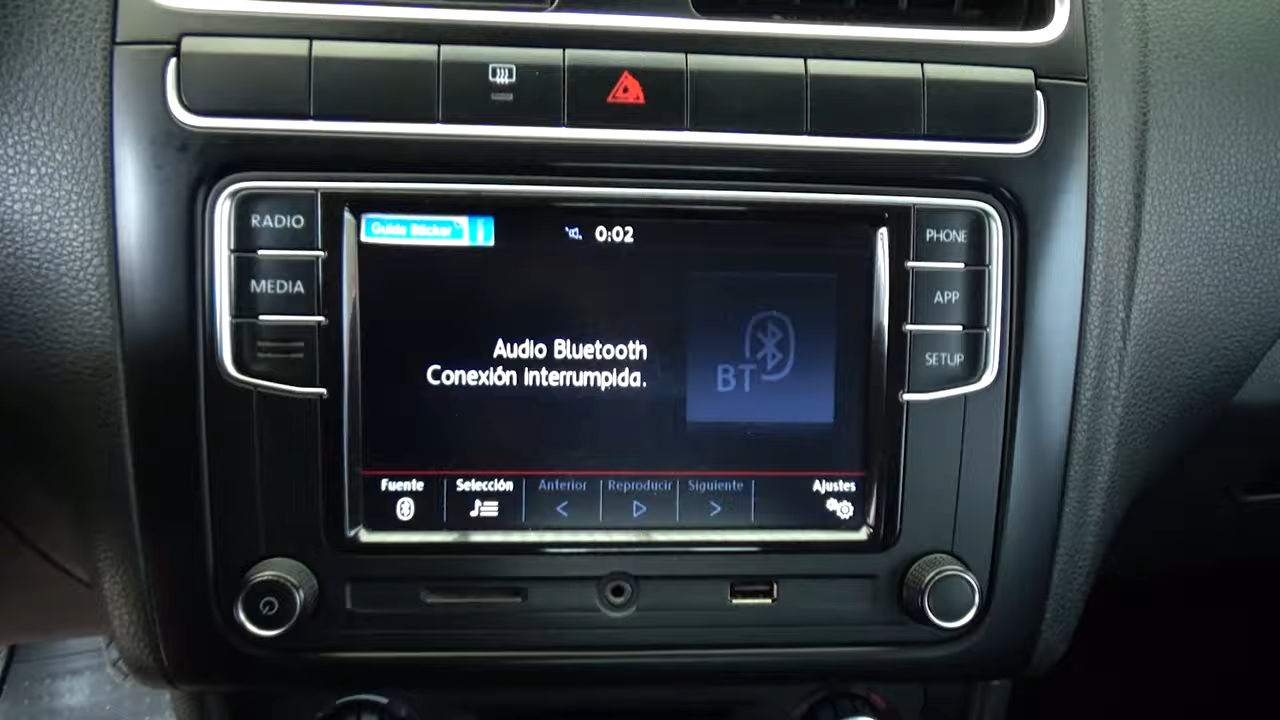 RADIO
MEDIA
Guide Sticker
0:02
PHONE
APP
SETUP
Audio Bluetooth
Conexión interrumpida.
BT
Fuente
Selección
Anterior
Reproducir
Siguiente
Ajustes